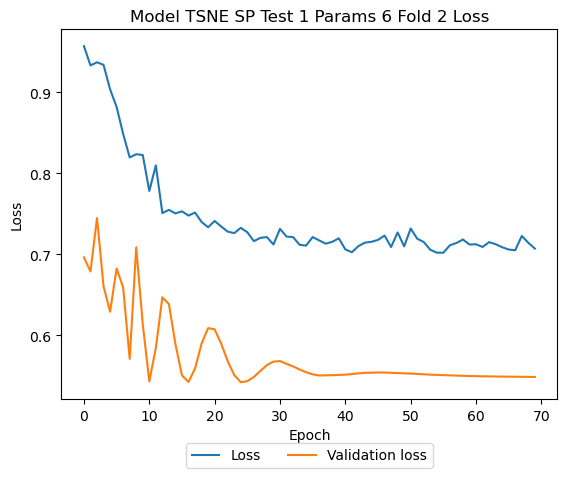 Model TSNE SP Test 1 Params 6 Fold 2 Loss
0.9
0.8
0.7
0.6
Loss
0 10 20 30 40 50 60 70
Epoch
Loss Validation loss